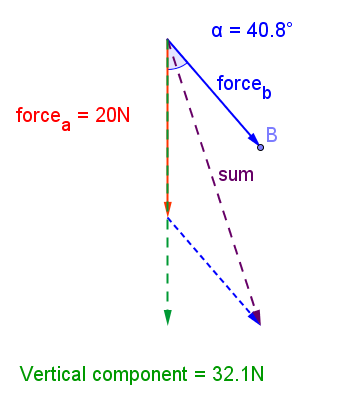 α = 40.8°
force_b
force_a = 20N
B
sum
Vertical component = 32.1N